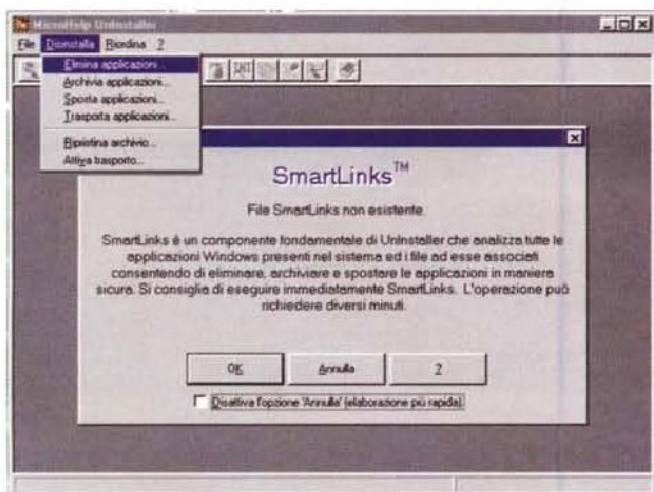 MicroHelp UnInstaller
File Disinstalla Riordina ?
Elimina applicazioni...
Archivia applicazioni...
Sposta applicazioni...
Trasporta applicazioni...
Ripristina archivio...
Attiva trasporto...
SmartLinks™
File SmartLinks non esistente
SmartLinks è un componente fondamentale di UnInstaller che analizza tutte le
applicazioni Windows presenti nel sistema ed i file ad esse associati
consentendo di eliminare, archiviare e spostare le applicazioni in maniera
sicura. Si consiglia di eseguire immediatamente SmartLinks. L'operazione può
richiedere diversi minuti.
OK Annulla ?
Disattiva l'opzione 'Annulla' (elaborazione più rapida)